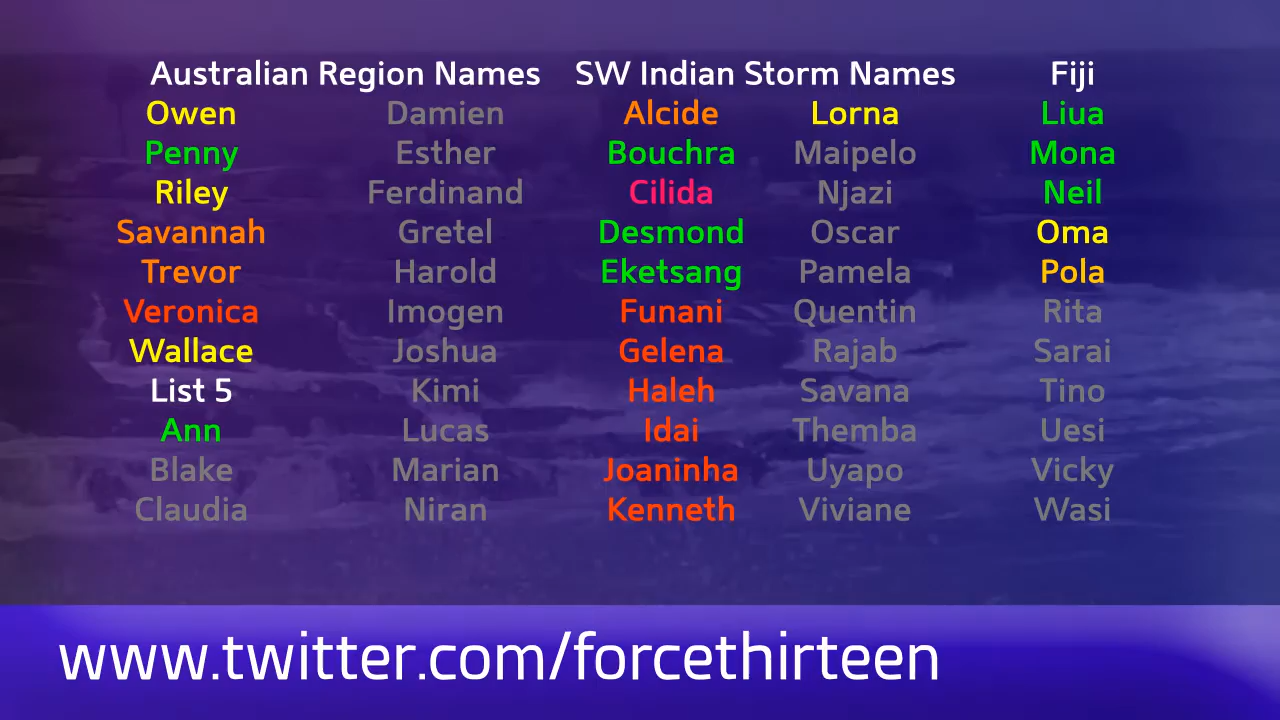 Australian Region Names SW Indian Storm Names Fiji
Owen Damien Alcide Lorna Liua
Penny Esther Bouchra Maipelo Mona
Riley Ferdinand Cilida Njazi Neil
Savannah Gretel Desmond Oscar Oma
Trevor Harold Eketsang Pamela Pola
Veronica Imogen Funani Quentin Rita
Wallace Joshua Gelena Rajab Sarai
List 5 Kimi Haleh Savana Tino
Ann Lucas Idai Themba Uesi
Blake Marian Joaninha Uyapo Vicky
Claudia Niran Kenneth Viviane Wasi
www.twitter.com/forcethirteen